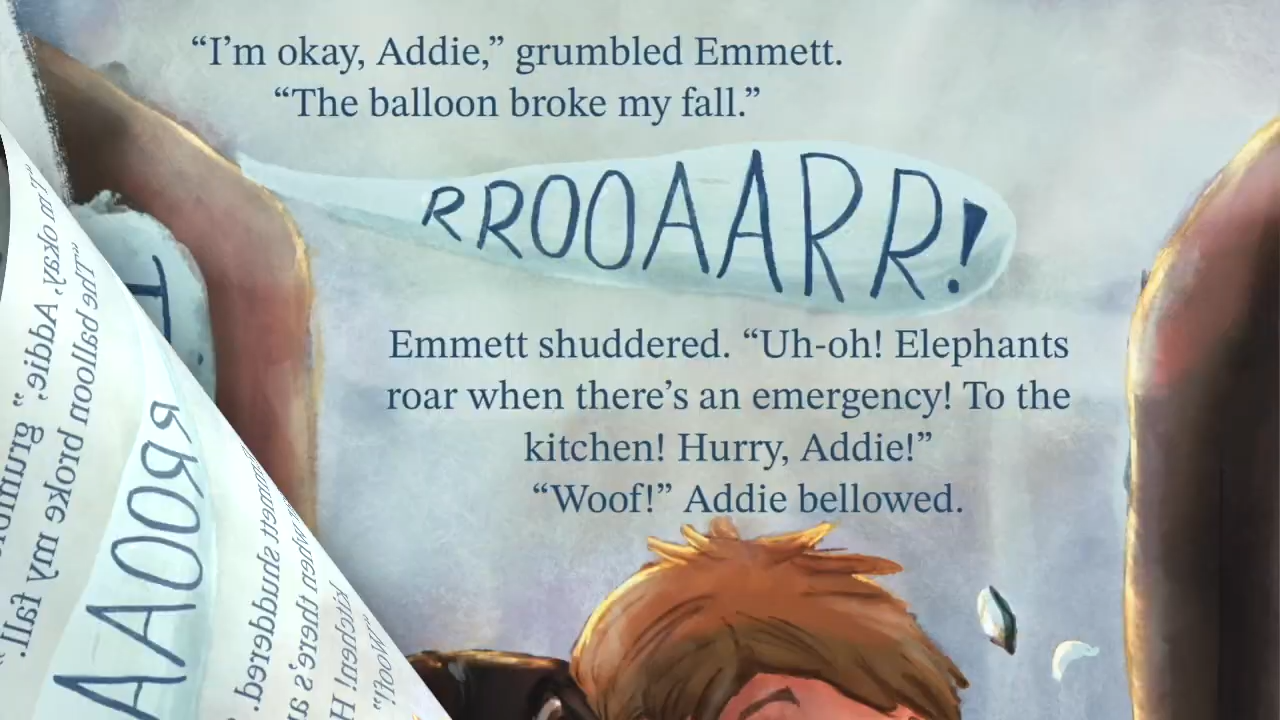 “I’m okay, Addie,” grumbled Emmett.
“The balloon broke my fall.”
RROOAARR!
Emmett shuddered. “Uh-oh! Elephants
roar when there’s an emergency! To the
kitchen! Hurry, Addie!”
“Woof!” Addie bellowed.